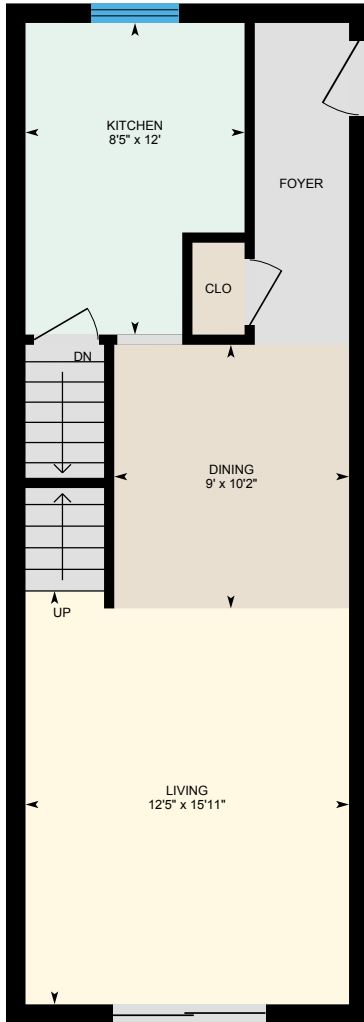 KITCHEN
8'5" x 12'
FOYER
CLO
DN
DINING
9' x 10'2"
UP
LIVING
12'5" x 15'11"